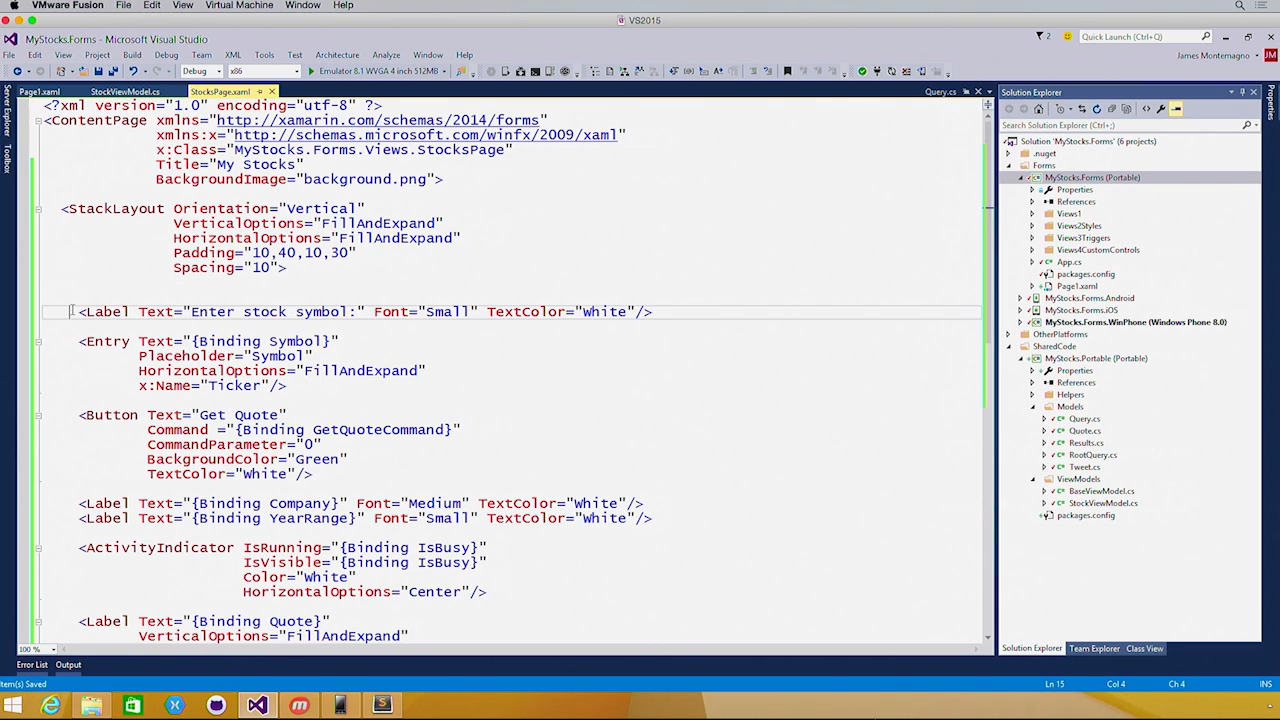 VMware Fusion File Edit View Virtual Machine Window Help
VS2015
MyStocks.Forms - Microsoft Visual Studio
2 Quick Launch (Ctrl+;)
File Edit View Project Build Debug Team XML Tools Test Architecture Analyze Window Help
James Montemagno JM
Debug x86 Emulator 8.1 WVGA 4 inch 512MB
Page1.xaml StockViewModel.cs StocksPage.xaml Query.cs
Server Explorer
Toolbox
<?xml version="1.0" encoding="utf-8" ?>
<ContentPage xmlns="http://xamarin.com/schemas/2014/forms"
xmlns:x="http://schemas.microsoft.com/winfx/2009/xaml"
x:Class="MyStocks.Forms.Views.StocksPage"
Title="My Stocks"
BackgroundImage="background.png">
<StackLayout Orientation="Vertical"
VerticalOptions="FillAndExpand"
HorizontalOptions="FillAndExpand"
Padding="10,40,10,30"
Spacing="10">
<Label Text="Enter stock symbol:" Font="Small" TextColor="White"/>
<Entry Text="{Binding Symbol}"
Placeholder="Symbol"
HorizontalOptions="FillAndExpand"
x:Name="Ticker"/>
<Button Text="Get Quote"
Command ="{Binding GetQuoteCommand}"
CommandParameter="0"
BackgroundColor="Green"
TextColor="White"/>
<Label Text="{Binding Company}" Font="Medium" TextColor="White"/>
<Label Text="{Binding YearRange}" Font="Small" TextColor="White"/>
<ActivityIndicator IsRunning="{Binding IsBusy}"
IsVisible="{Binding IsBusy}"
Color="White"
HorizontalOptions="Center"/>
<Label Text="{Binding Quote}"
VerticalOptions="FillAndExpand"
100 %
Solution Explorer
Search Solution Explorer (Ctrl+;)
Solution 'MyStocks.Forms' (6 projects)
.nuget
Forms
MyStocks.Forms (Portable)
Properties
References
Views1
Views2Styles
Views3Triggers
Views4CustomControls
App.cs
packages.config
Page1.xaml
MyStocks.Forms.Android
MyStocks.Forms.iOS
MyStocks.Forms.WinPhone (Windows Phone 8.0)
OtherPlatforms
SharedCode
MyStocks.Portable (Portable)
Properties
References
Helpers
Models
Query.cs
Quote.cs
Results.cs
RootQuery.cs
Tweet.cs
ViewModels
BaseViewModel.cs
StockViewModel.cs
packages.config
Solution Explorer Team Explorer Class View
Properties
Error List Output
Item(s) Saved Ln 15 Col 4 Ch 4 INS